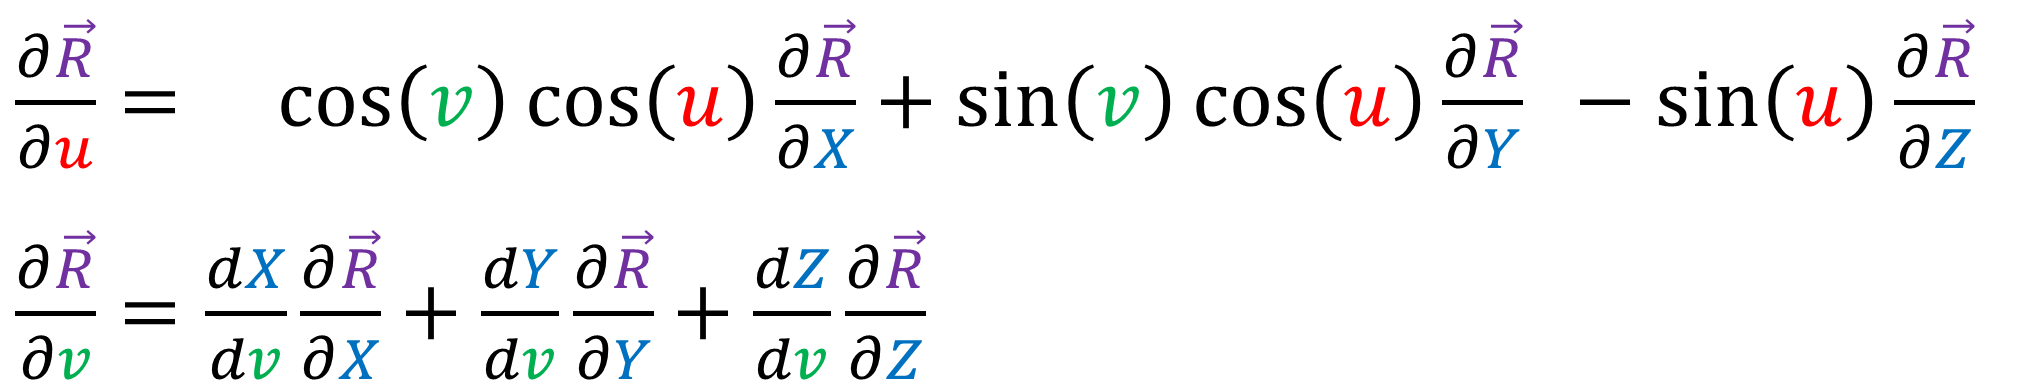 ∂R⃗/∂u = cos(v) cos(u) ∂R⃗/∂X + sin(v) cos(u) ∂R⃗/∂Y − sin(u) ∂R⃗/∂Z
∂R⃗/∂v = dX/dv ∂R⃗/∂X + dY/dv ∂R⃗/∂Y + dZ/dv ∂R⃗/∂Z